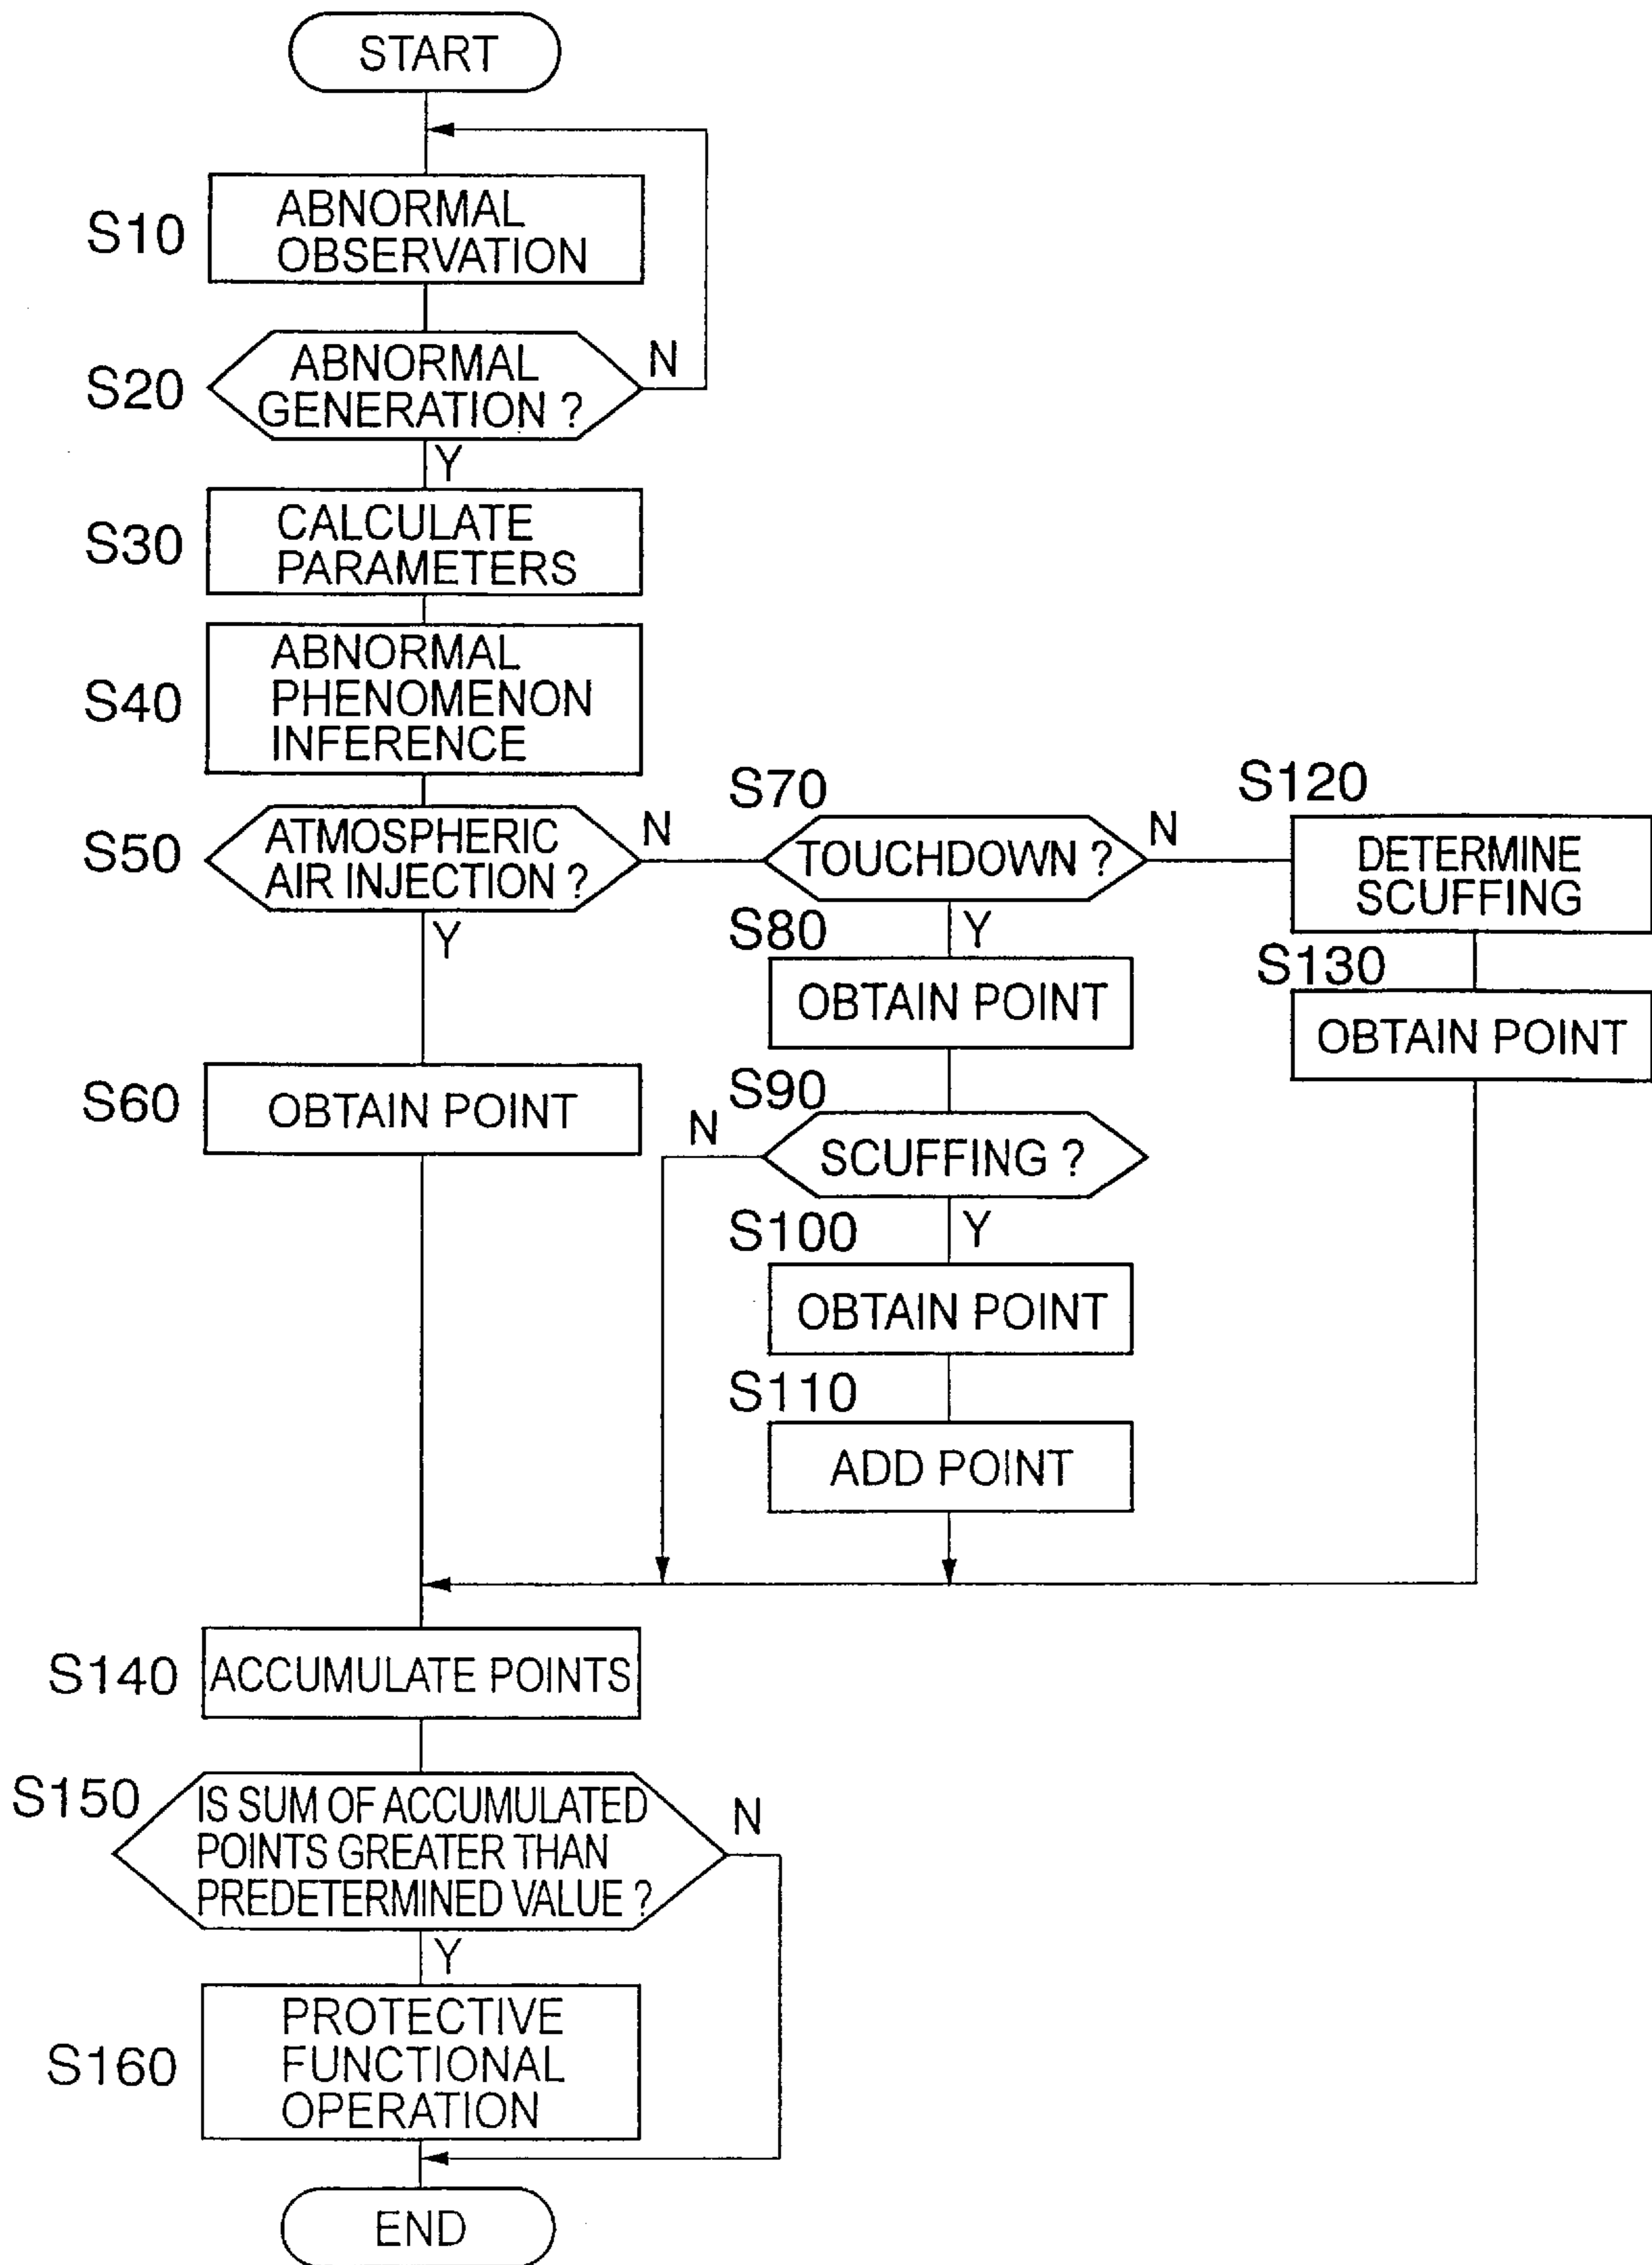 START
S10
ABNORMAL
OBSERVATION
S20
ABNORMAL
GENERATION ?
N
Y
S30
CALCULATE
PARAMETERS
S40
ABNORMAL
PHENOMENON
INFERENCE
S50
ATMOSPHERIC
AIR INJECTION ?
N
Y
S60
OBTAIN POINT
S70
TOUCHDOWN ?
N
Y
S80
OBTAIN POINT
S90
SCUFFING ?
N
Y
S100
OBTAIN POINT
S110
ADD POINT
S120
DETERMINE
SCUFFING
S130
OBTAIN POINT
S140
ACCUMULATE POINTS
S150
IS SUM OF ACCUMULATED
POINTS GREATER THAN
PREDETERMINED VALUE ?
N
Y
S160
PROTECTIVE
FUNCTIONAL
OPERATION
END